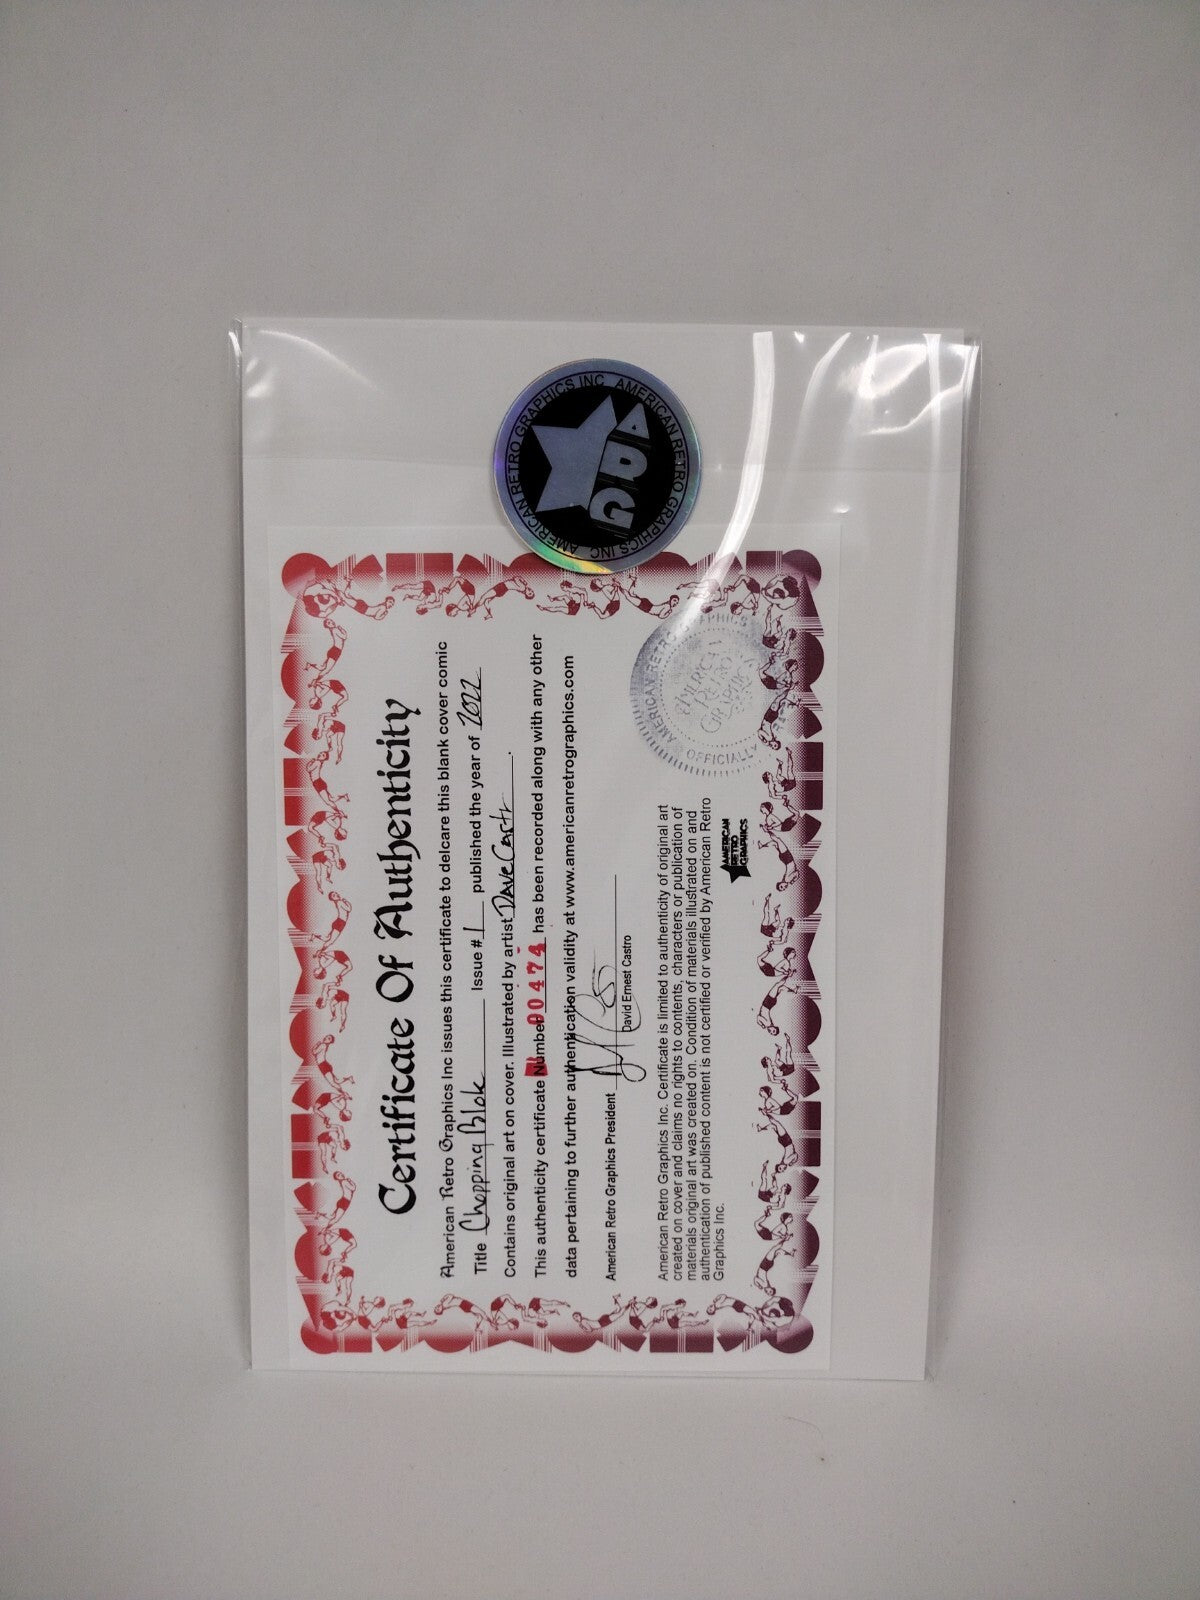 AMERICAN RETRO GRAPHICS INC AMERICAN RETRO GRAPHICS INC
ARG
Certificate Of Authenticity
American Retro Graphics Inc issues this certificate to delcare this blank cover comic
Title Chopping Blok Issue # 1 published the year of 2022
Contains original art on cover. Illustrated by artist Dave Castr.
This authenticity certificate Number 00474 has been recorded along with any other
data pertaining to further authentication validity at www.americanretrographics.com
American Retro Graphics President
David Ernest Castro
American Retro Graphics Inc. Certificate is limited to authenticity of original art
created on cover and claims no rights to contents, characters or publication of
materials original art was created on. Condition of materials illustrated on and
authentication of published content is not certified or verified by American Retro
Graphics Inc.
AMERICAN
RETRO
GRAPHICS
AMERICAN RETRO GRAPHICS
OFFICIALLY